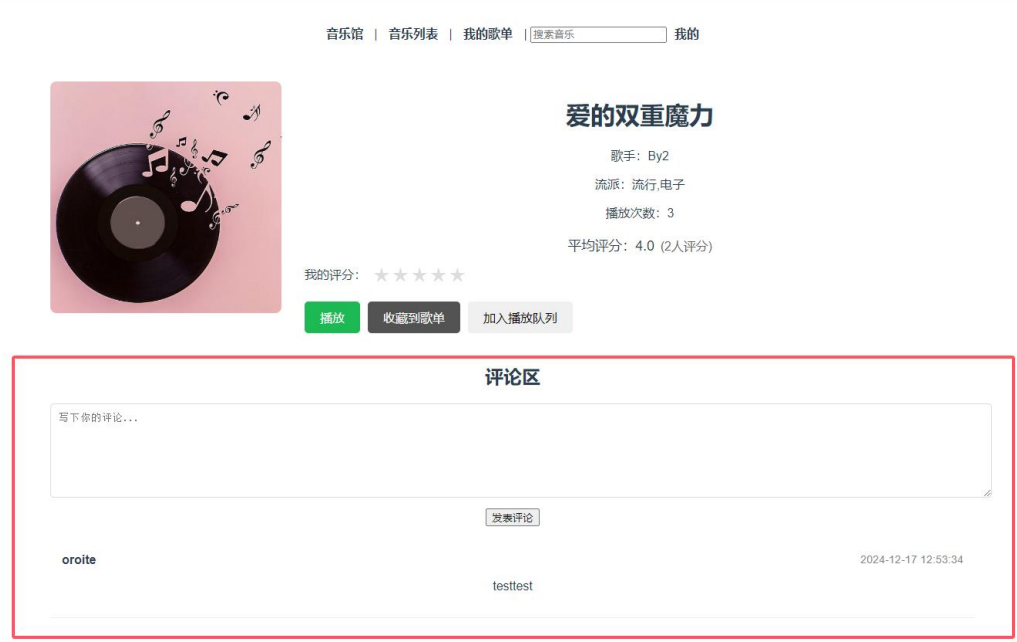 音乐馆 | 音乐列表 | 我的歌单 | 搜索音乐 我的
爱的双重魔力
歌手：By2
流派：流行,电子
播放次数：3
平均评分：4.0 (2人评分)
我的评分：
播放 收藏到歌单 加入播放队列
评论区
写下你的评论...
发表评论
oroite 2024-12-17 12:53:34
testtest